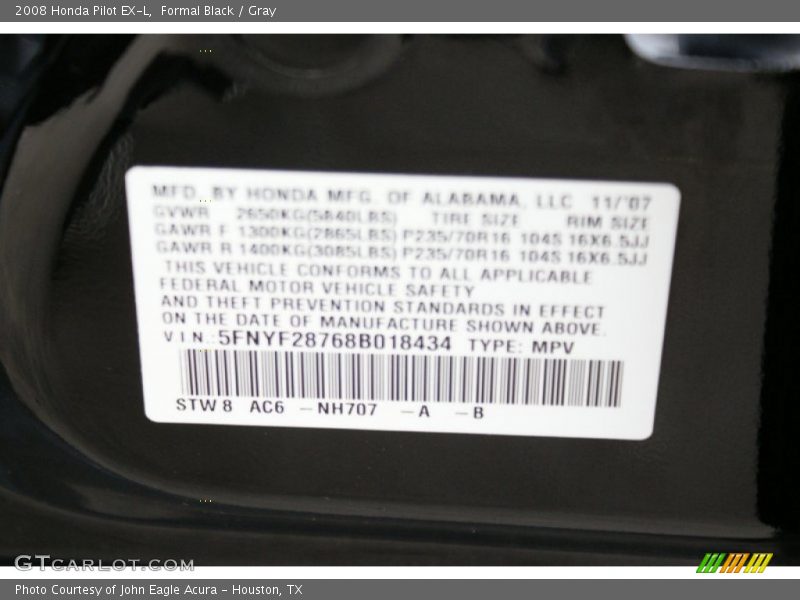 2008 Honda Pilot EX-L, Formal Black / Gray
MFD. BY HONDA MFG. OF ALABAMA, LLC 11/'07
GVWR 2650KG(5840LBS) TIRE SIZE RIM SIZE
GAWR F 1300KG(2865LBS) P235/70R16 104S 16X6.5JJ
GAWR R 1400KG(3085LBS) P235/70R16 104S 16X6.5JJ
THIS VEHICLE CONFORMS TO ALL APPLICABLE
FEDERAL MOTOR VEHICLE SAFETY
AND THEFT PREVENTION STANDARDS IN EFFECT
ON THE DATE OF MANUFACTURE SHOWN ABOVE.
VIN.: 5FNYF28768B018434 TYPE: MPV
STW8 AC6 -NH707 -A -B
GTCARLOT.COM
Photo Courtesy of John Eagle Acura - Houston, TX